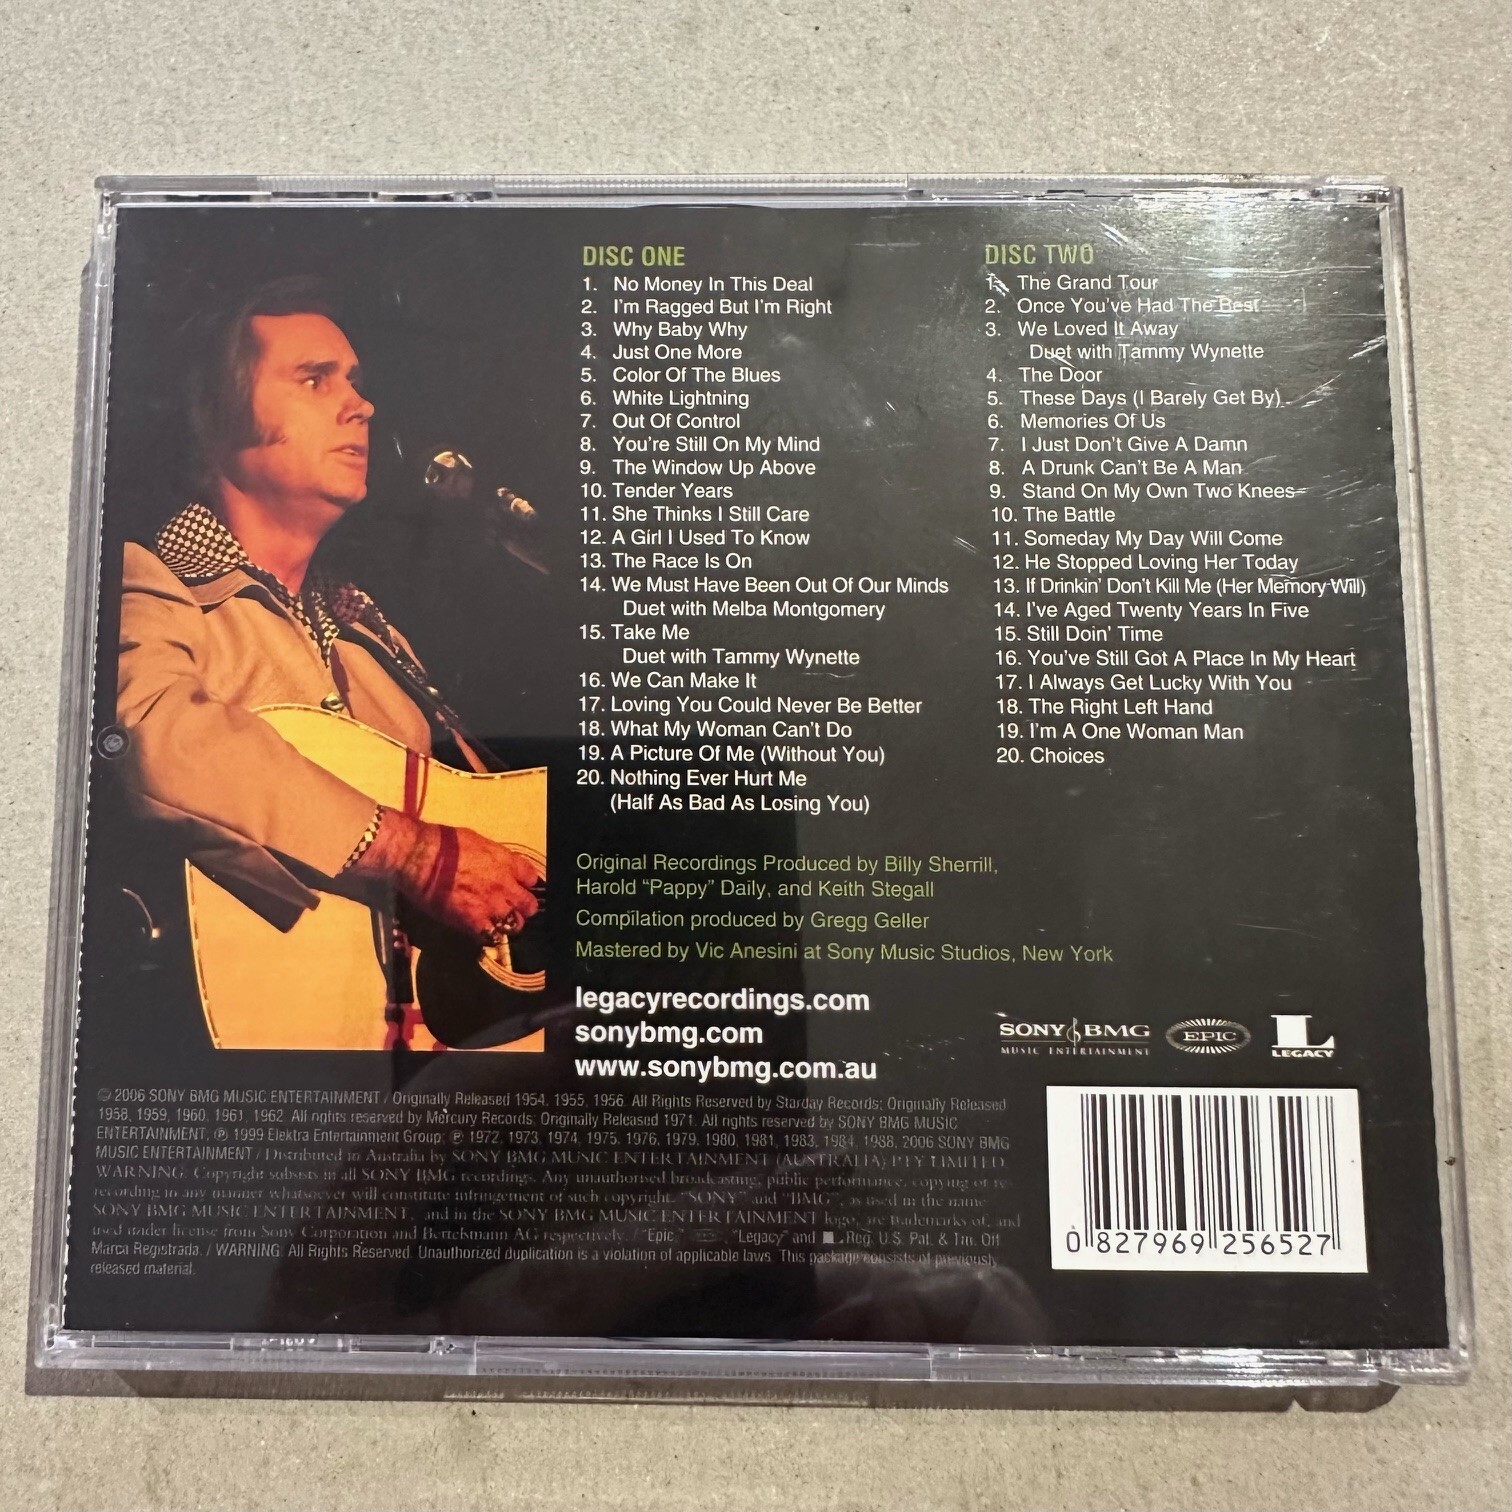 DISC ONE
1. No Money In This Deal
2. I'm Ragged But I'm Right
3. Why Baby Why
4. Just One More
5. Color Of The Blues
6. White Lightning
7. Out Of Control
8. You're Still On My Mind
9. The Window Up Above
10. Tender Years
11. She Thinks I Still Care
12. A Girl I Used To Know
13. The Race Is On
14. We Must Have Been Out Of Our Minds
Duet with Melba Montgomery
15. Take Me
Duet with Tammy Wynette
16. We Can Make It
17. Loving You Could Never Be Better
18. What My Woman Can't Do
19. A Picture Of Me (Without You)
20. Nothing Ever Hurt Me
(Half As Bad As Losing You)
DISC TWO
1. The Grand Tour
2. Once You've Had The Best
3. We Loved It Away
Duet with Tammy Wynette
4. The Door
5. These Days (I Barely Get By)
6. Memories Of Us
7. I Just Don't Give A Damn
8. A Drunk Can't Be A Man
9. Stand On My Own Two Knees
10. The Battle
11. Someday My Day Will Come
12. He Stopped Loving Her Today
13. If Drinkin' Don't Kill Me (Her Memory Will)
14. I've Aged Twenty Years In Five
15. Still Doin' Time
16. You've Still Got A Place In My Heart
17. I Always Get Lucky With You
18. The Right Left Hand
19. I'm A One Woman Man
20. Choices
Original Recordings Produced by Billy Sherrill,
Harold “Pappy” Daily, and Keith Stegall
Compilation produced by Gregg Geller
Mastered by Vic Anesini at Sony Music Studios, New York
legacyrecordings.com
sonybmg.com
www.sonybmg.com.au
SONY BMG
MUSIC ENTERTAINMENT
EPIC
L
LEGACY
© 2006 SONY BMG MUSIC ENTERTAINMENT / Originally Released 1954, 1955, 1956. All Rights Reserved by Starday Records; Originally Released
1958, 1959, 1960, 1961, 1962. All rights reserved by Mercury Records; Originally Released 1971. All rights reserved by SONY BMG MUSIC
ENTERTAINMENT, ℗ 1999 Elektra Entertainment Group; ℗ 1972, 1973, 1974, 1975, 1976, 1979, 1980, 1981, 1983, 1984, 1988, 2006 SONY BMG
MUSIC ENTERTAINMENT / Distributed in Australia by SONY BMG MUSIC ENTERTAINMENT (AUSTRALIA) PTY LIMITED
WARNING. Copyright subsists in all SONY BMG recordings. Any unauthorised broadcasting, public performance, copying or re-
recording in any manner whatsoever will constitute infringement of such copyright. “SONY” and “BMG”, as used in the name
SONY BMG MUSIC ENTERTAINMENT, and in the SONY BMG MUSIC ENTERTAINMENT logo, are trademarks of, and
used under license from Sony Corporation and Bertelsmann AG respectively. / “Epic,” “Legacy” and L Reg. U.S. Pat. & Tm. Off.
Marca Registrada. / WARNING: All Rights Reserved. Unauthorized duplication is a violation of applicable laws. This package consists of previously
released material.
0 827969 256527